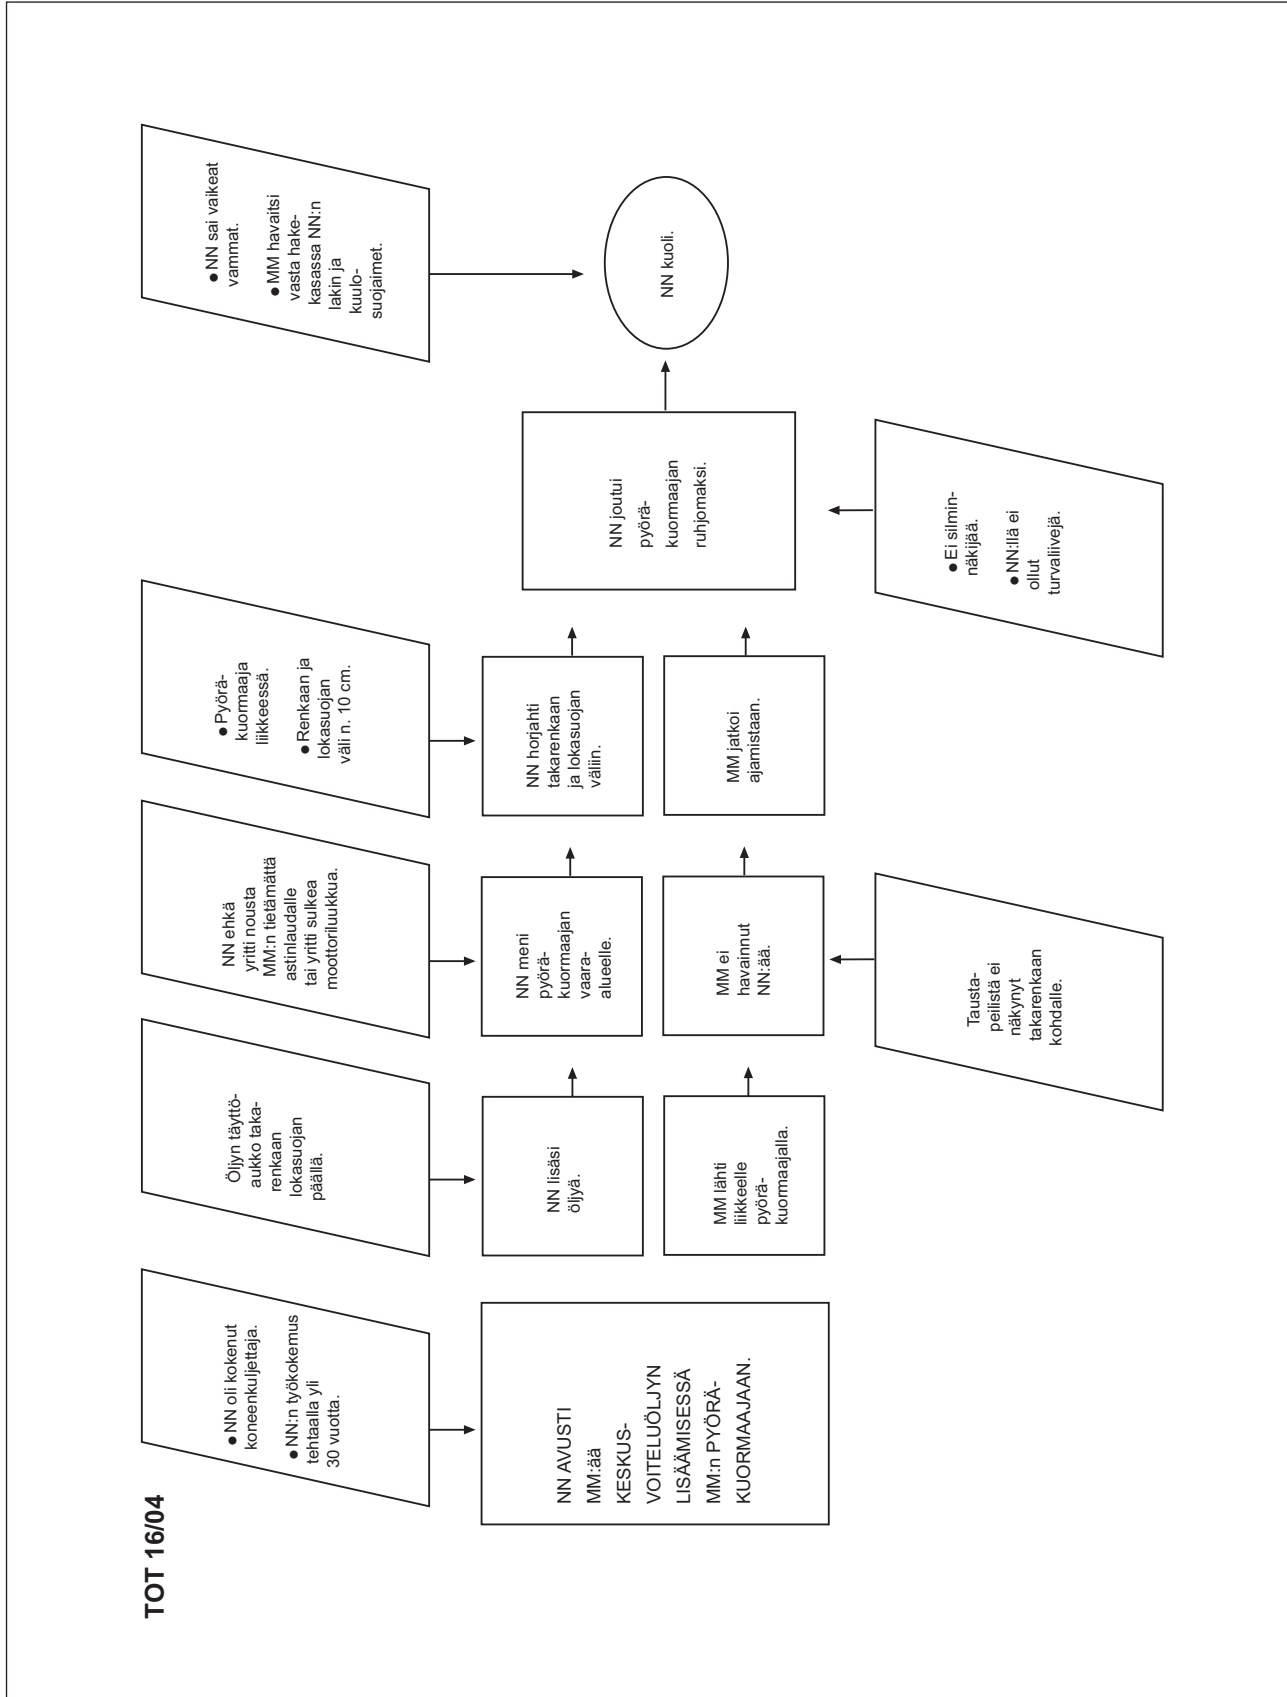 TOT 16/04
● NN oli kokenut
koneenkuljettaja.
● NN:n työkokemus
tehtaalla yli
30 vuotta.
Öljyn täyttö-
aukko taka-
renkaan
lokasuojan
päällä.
NN ehkä
yritti nousta
MM:n tietämättä
astinlaudalle
tai yritti sulkea
moottoriluukkua.
● Pyörä-
kuormaaja
liikkeessä.
● Renkaan ja
lokasuojan
väli n. 10 cm.
● NN sai vaikeat
vammat.
● MM havaitsi
vasta hake-
kasassa NN:n
lakin ja
kuulo-
suojaimet.
NN AVUSTI
MM:ää
KESKUS-
VOITELUÖLJYN
LISÄÄMISESSÄ
MM:n PYÖRÄ-
KUORMAAJAAN.
NN lisäsi
öljyä.
NN meni
pyörä-
kuormaajan
vaara-
alueelle.
NN horjahti
takarenkaan
ja lokasuojan
väliin.
MM lähti
liikkeelle
pyörä-
kuormaajalla.
MM ei
havainnut
NN:ää.
MM jatkoi
ajamistaan.
NN joutui
pyörä-
kuormaajan
ruhjomaksi.
NN kuoli.
Tausta-
peilistä ei
näkynyt
takarenkaan
kohdalle.
● Ei silmin-
näkijää.
● NN:llä ei
ollut
turvaliivejä.